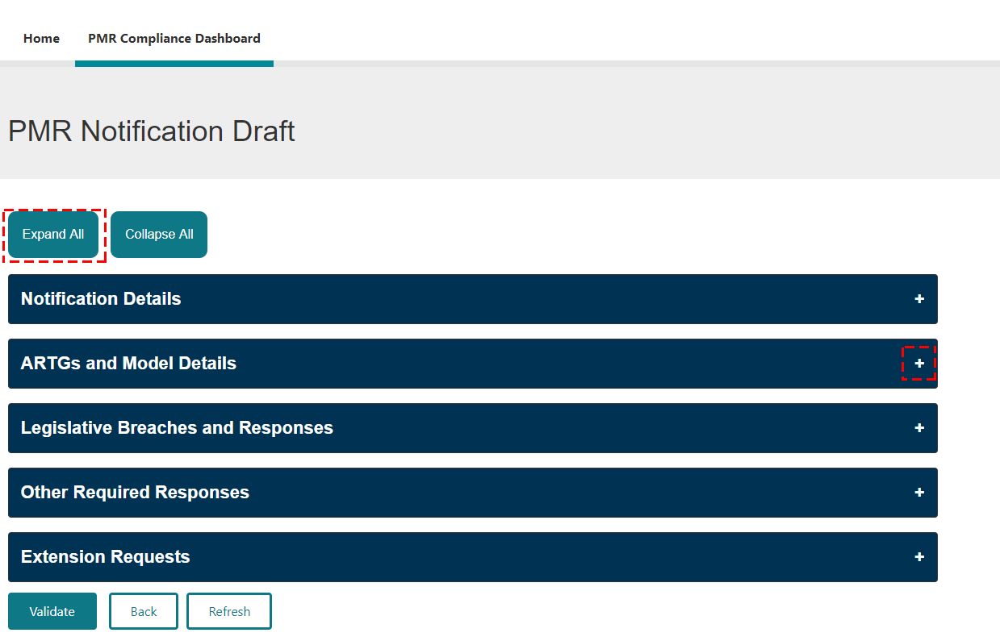 Home PMR Compliance Dashboard
PMR Notification Draft
Expand All Collapse All
Notification Details +
ARTGs and Model Details +
Legislative Breaches and Responses +
Other Required Responses +
Extension Requests +
Validate Back Refresh